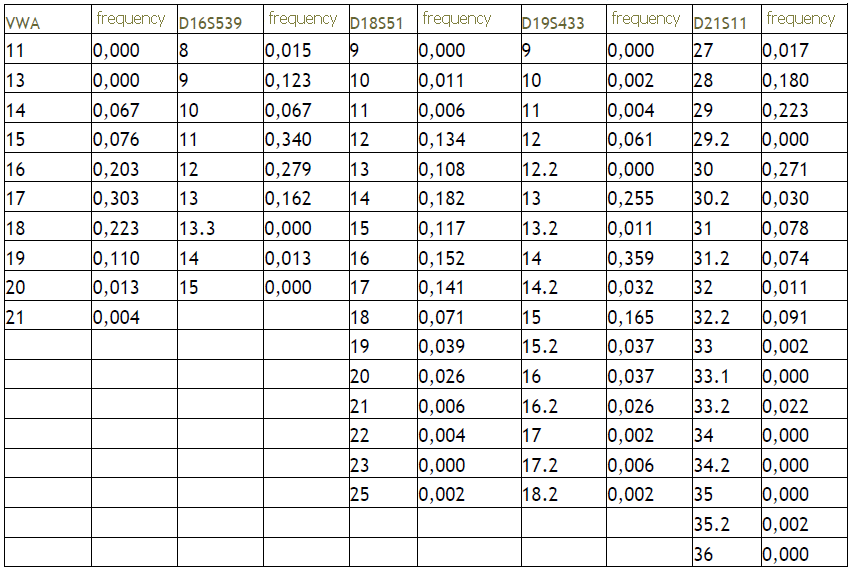 VWA frequency D16S539 frequency D18S51 frequency D19S433 frequency D21S11 frequency
11 0,000 8 0,015 9 0,000 9 0,000 27 0,017
13 0,000 9 0,123 10 0,011 10 0,002 28 0,180
14 0,067 10 0,067 11 0,006 11 0,004 29 0,223
15 0,076 11 0,340 12 0,134 12 0,061 29.2 0,000
16 0,203 12 0,279 13 0,108 12.2 0,000 30 0,271
17 0,303 13 0,162 14 0,182 13 0,255 30.2 0,030
18 0,223 13.3 0,000 15 0,117 13.2 0,011 31 0,078
19 0,110 14 0,013 16 0,152 14 0,359 31.2 0,074
20 0,013 15 0,000 17 0,141 14.2 0,032 32 0,011
21 0,004 18 0,071 15 0,165 32.2 0,091
19 0,039 15.2 0,037 33 0,002
20 0,026 16 0,037 33.1 0,000
21 0,006 16.2 0,026 33.2 0,022
22 0,004 17 0,002 34 0,000
23 0,000 17.2 0,006 34.2 0,000
25 0,002 18.2 0,002 35 0,000
35.2 0,002
36 0,000